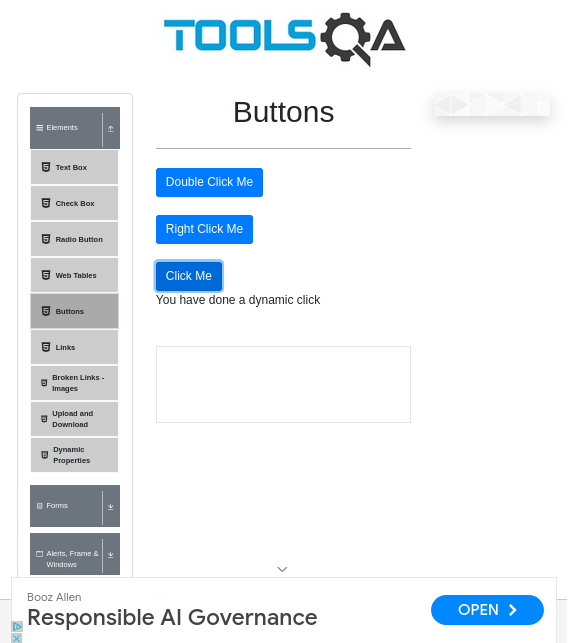 TOOLSQA
Elements
Text Box
Check Box
Radio Button
Web Tables
Buttons
Links
Broken Links -
Images
Upload and
Download
Dynamic
Properties
Forms
Alerts, Frame &
Windows
Buttons
Double Click Me
Right Click Me
Click Me
You have done a dynamic click
Booz Allen
Responsible AI Governance
OPEN